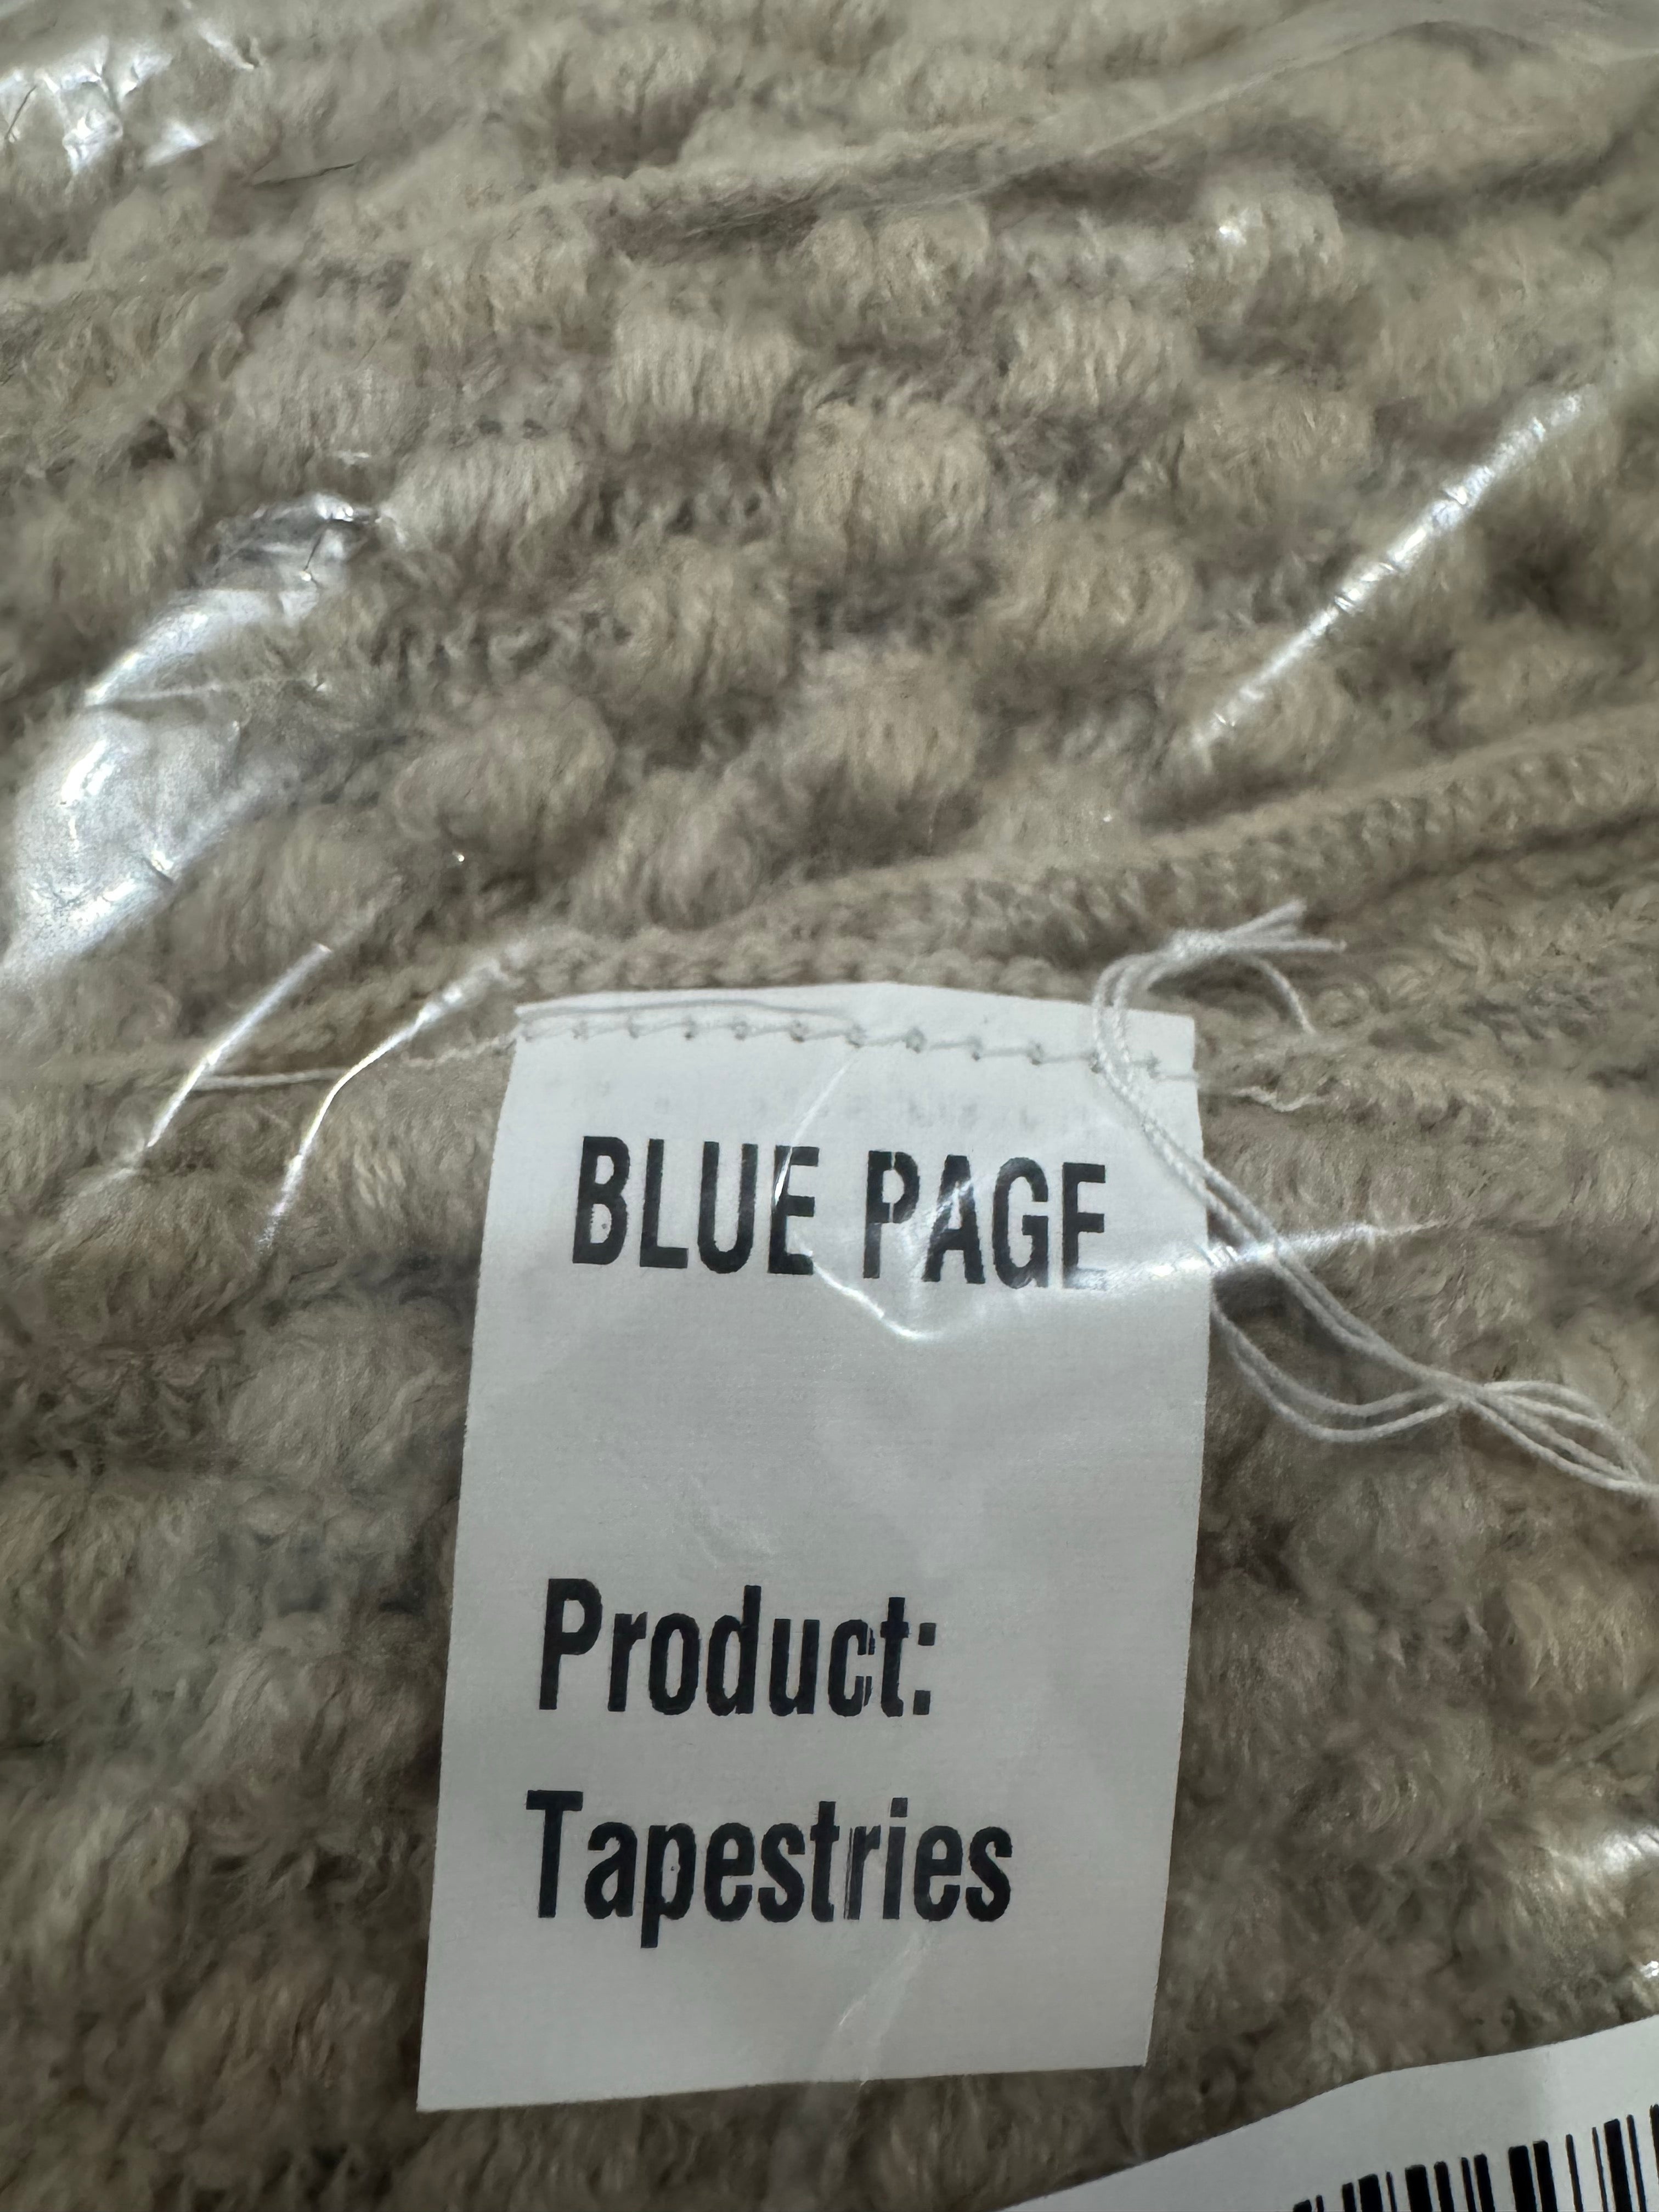 BLUE PAGE
Product:
Tapestries